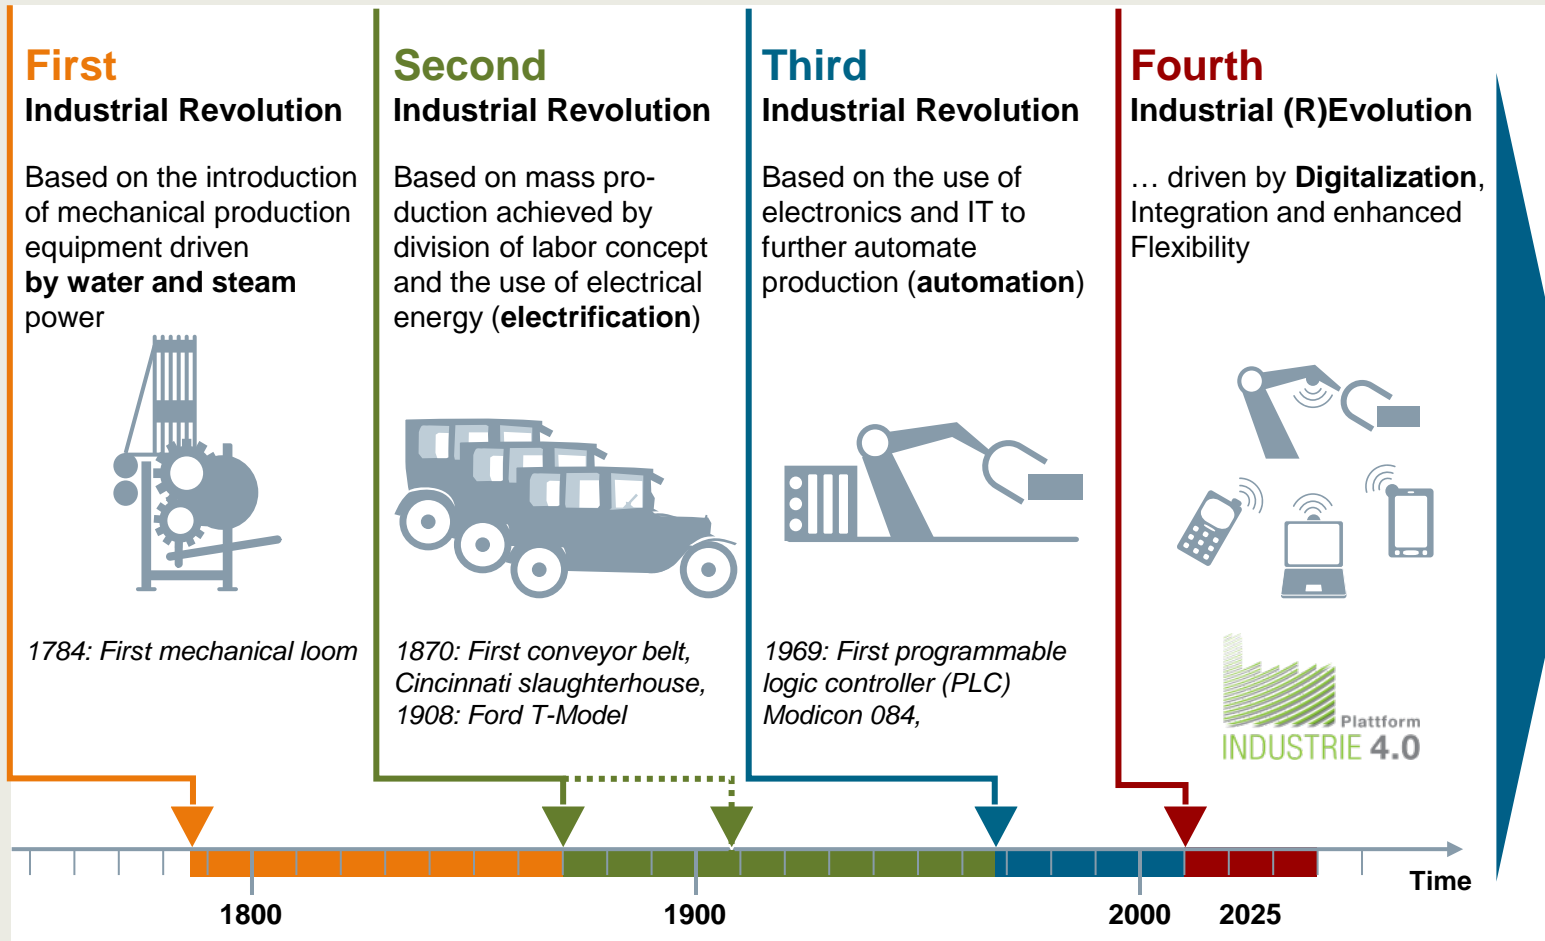 First
Industrial Revolution
Based on the introduction
of mechanical production
equipment driven
by water and steam
power
1784: First mechanical loom
Second
Industrial Revolution
Based on mass pro-
duction achieved by
division of labor concept
and the use of electrical
energy (electrification)
1870: First conveyor belt,
Cincinnati slaughterhouse,
1908: Ford T-Model
Third
Industrial Revolution
Based on the use of
electronics and IT to
further automate
production (automation)
1969: First programmable
logic controller (PLC)
Modicon 084,
Fourth
Industrial (R)Evolution
… driven by Digitalization,
Integration and enhanced
Flexibility
Plattform
INDUSTRIE 4.0
Time
1800
1900
2000
2025